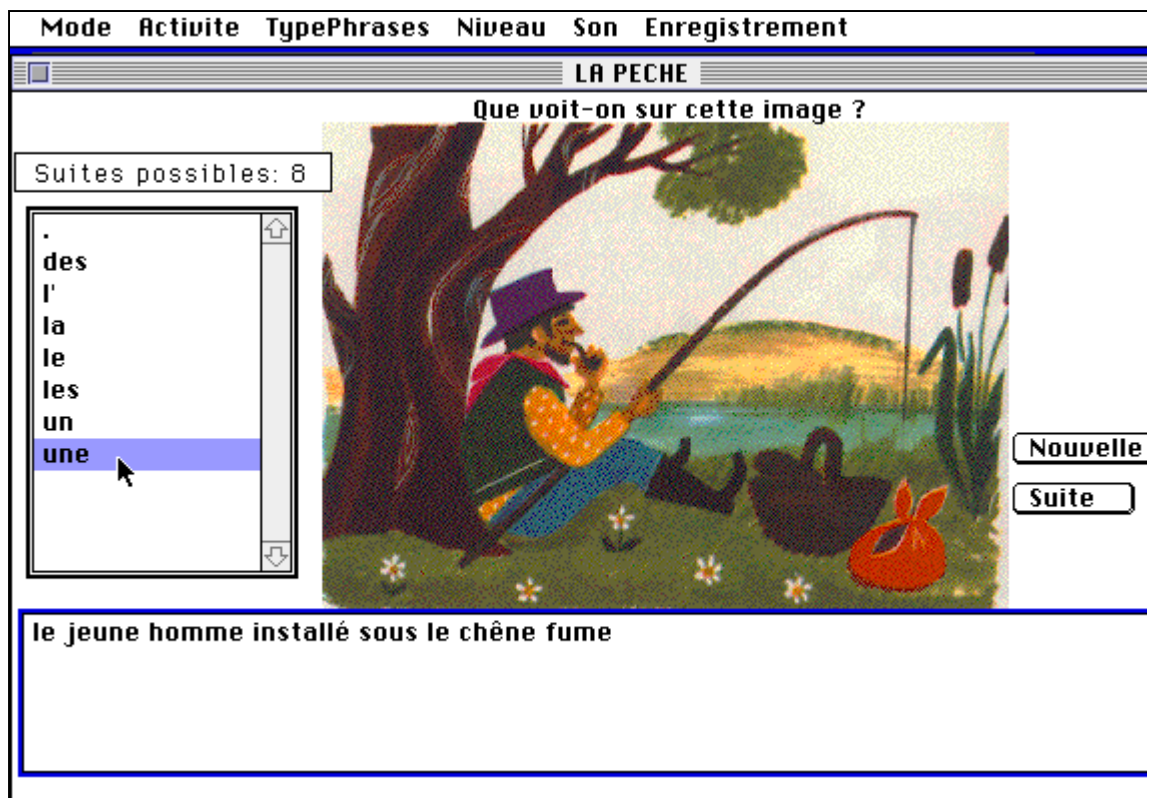 Mode Activite TypePhrases Niveau Son Enregistrement
LA PECHE
Que voit-on sur cette image ?
Suites possibles: 8
.
des
l'
la
le
les
un
une
Nouvelle
Suite
le jeune homme installé sous le chêne fume